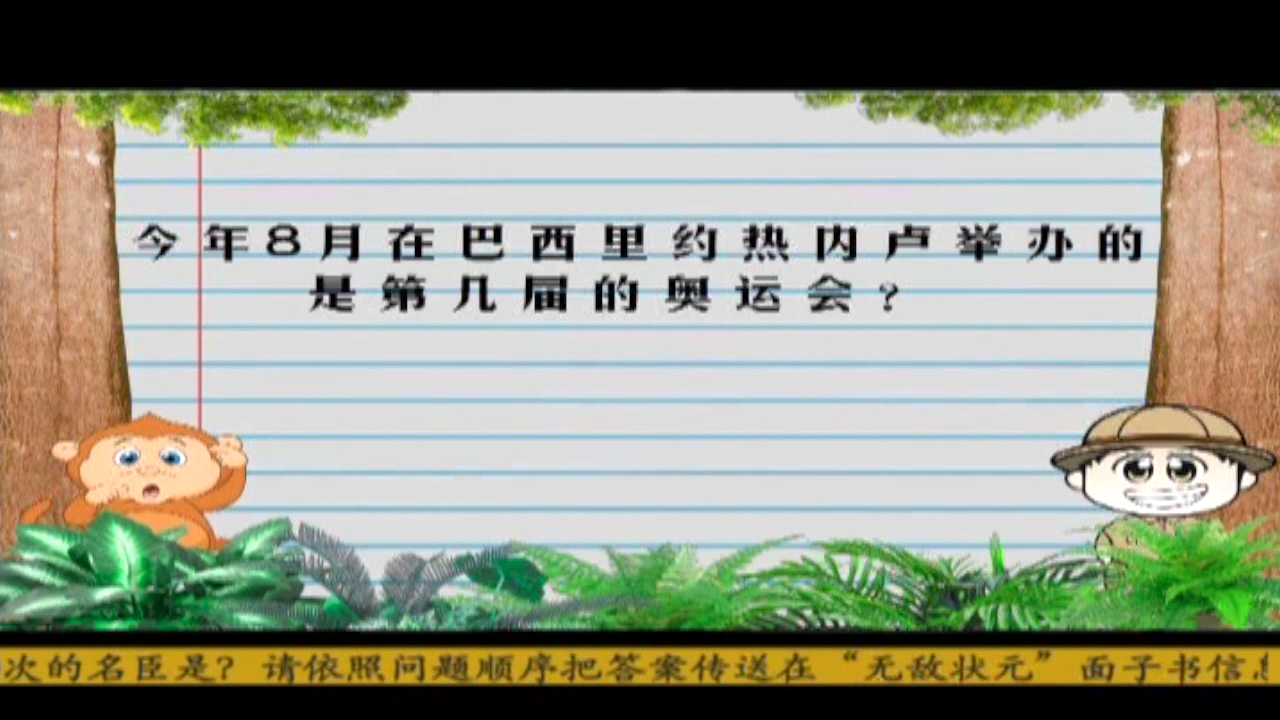 今年8月在巴西里约热内卢举办的
是第几届的奥运会?
次的名臣是?请依照问题顺序把答案传送在“无敌状元”面子书信息